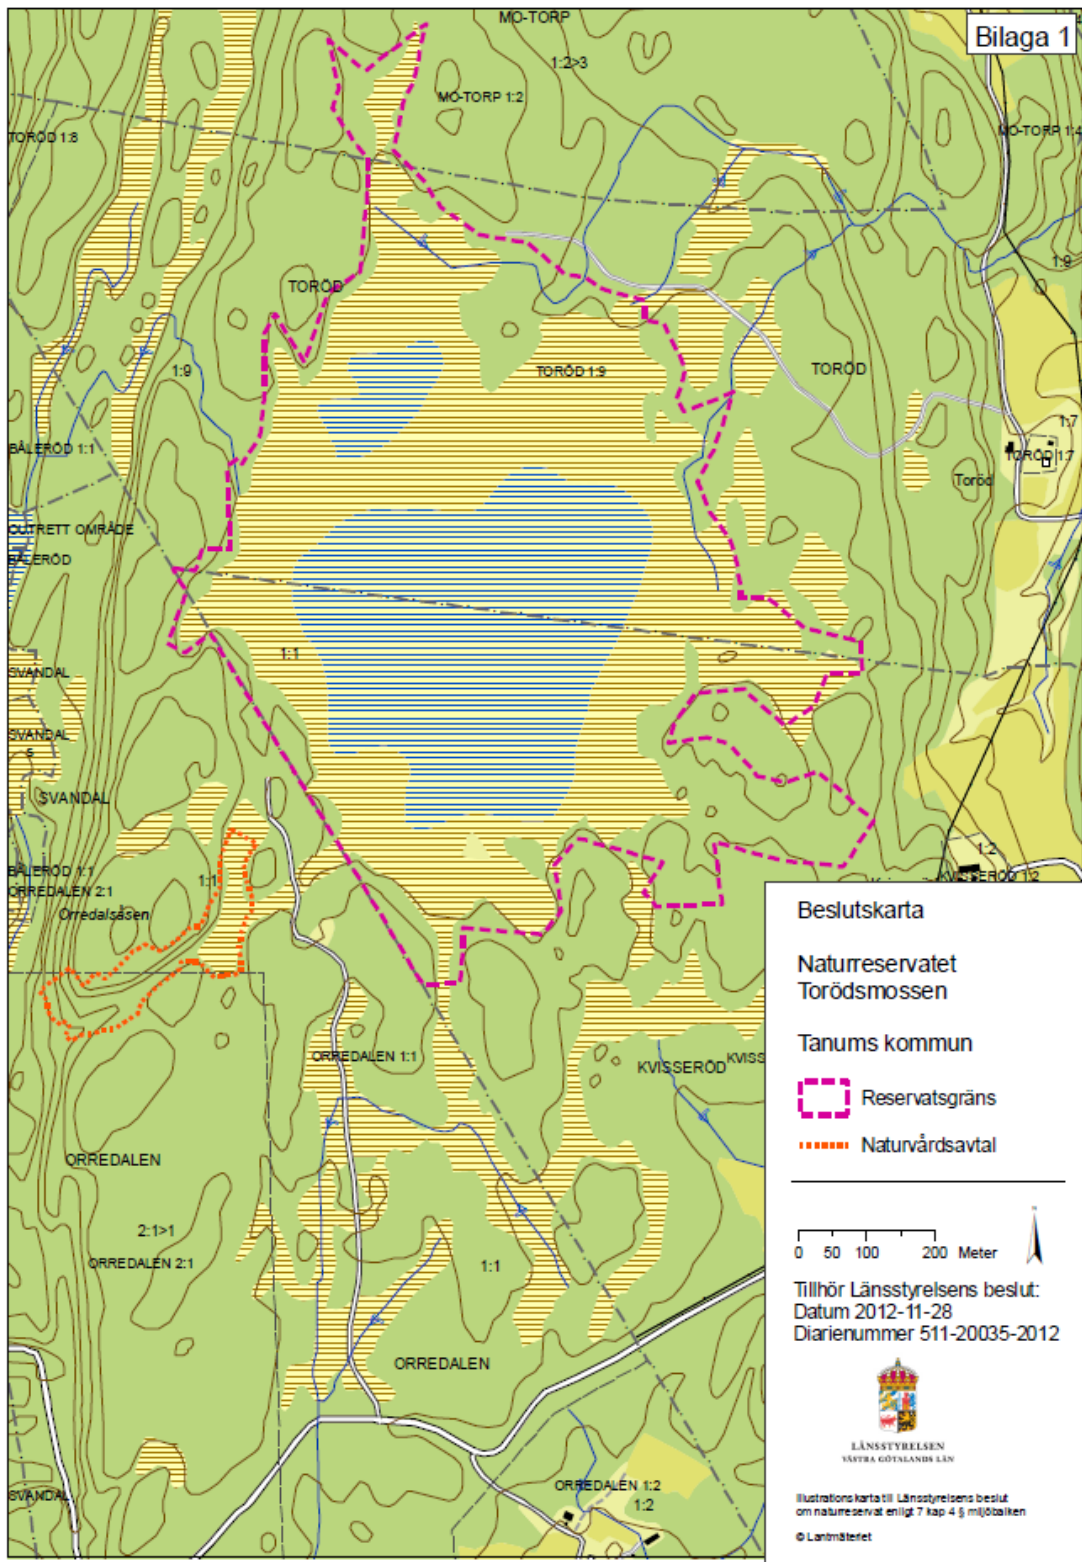 MO-TORP
Bilaga 1
1:2>3
MO-TORP 1:2
TORÖD 1:8
MO-TORP 1:4
1:9
TORÖD
1:9
TORÖD 1:9
TORÖD
1:7
BÅLERÖD 1:1
TORÖD 1:7
Toröd
OUTRETT OMRÅDE
BÅLERÖD
1:1
SVANDAL
SVANDAL
5
SVANDAL
1:2
BÅLERÖD 1:1
1:1
KVISSERÖD 1:2
ORREDALEN 2:1
Orredalsåsen
Beslutskarta
Naturreservatet
Torödsmossen
Tanums kommun
ORREDALEN 1:1
KVISSERÖD
KVISS
Reservatsgräns
Naturvårdsavtal
ORREDALEN
2:1>1
ORREDALEN 2:1
1:1
N
0 50 100 200 Meter
Tillhör Länsstyrelsens beslut:
Datum 2012-11-28
Diarienummer 511-20035-2012
ORREDALEN
LÄNSSTYRELSEN
VÄSTRA GÖTALANDS LÄN
SVANDAL
ORREDALEN 1:2
1:2
Illustrationskarta till Länsstyrelsens beslut
om naturreservat enligt 7 kap 4 § miljöbalken
© Lantmäteriet